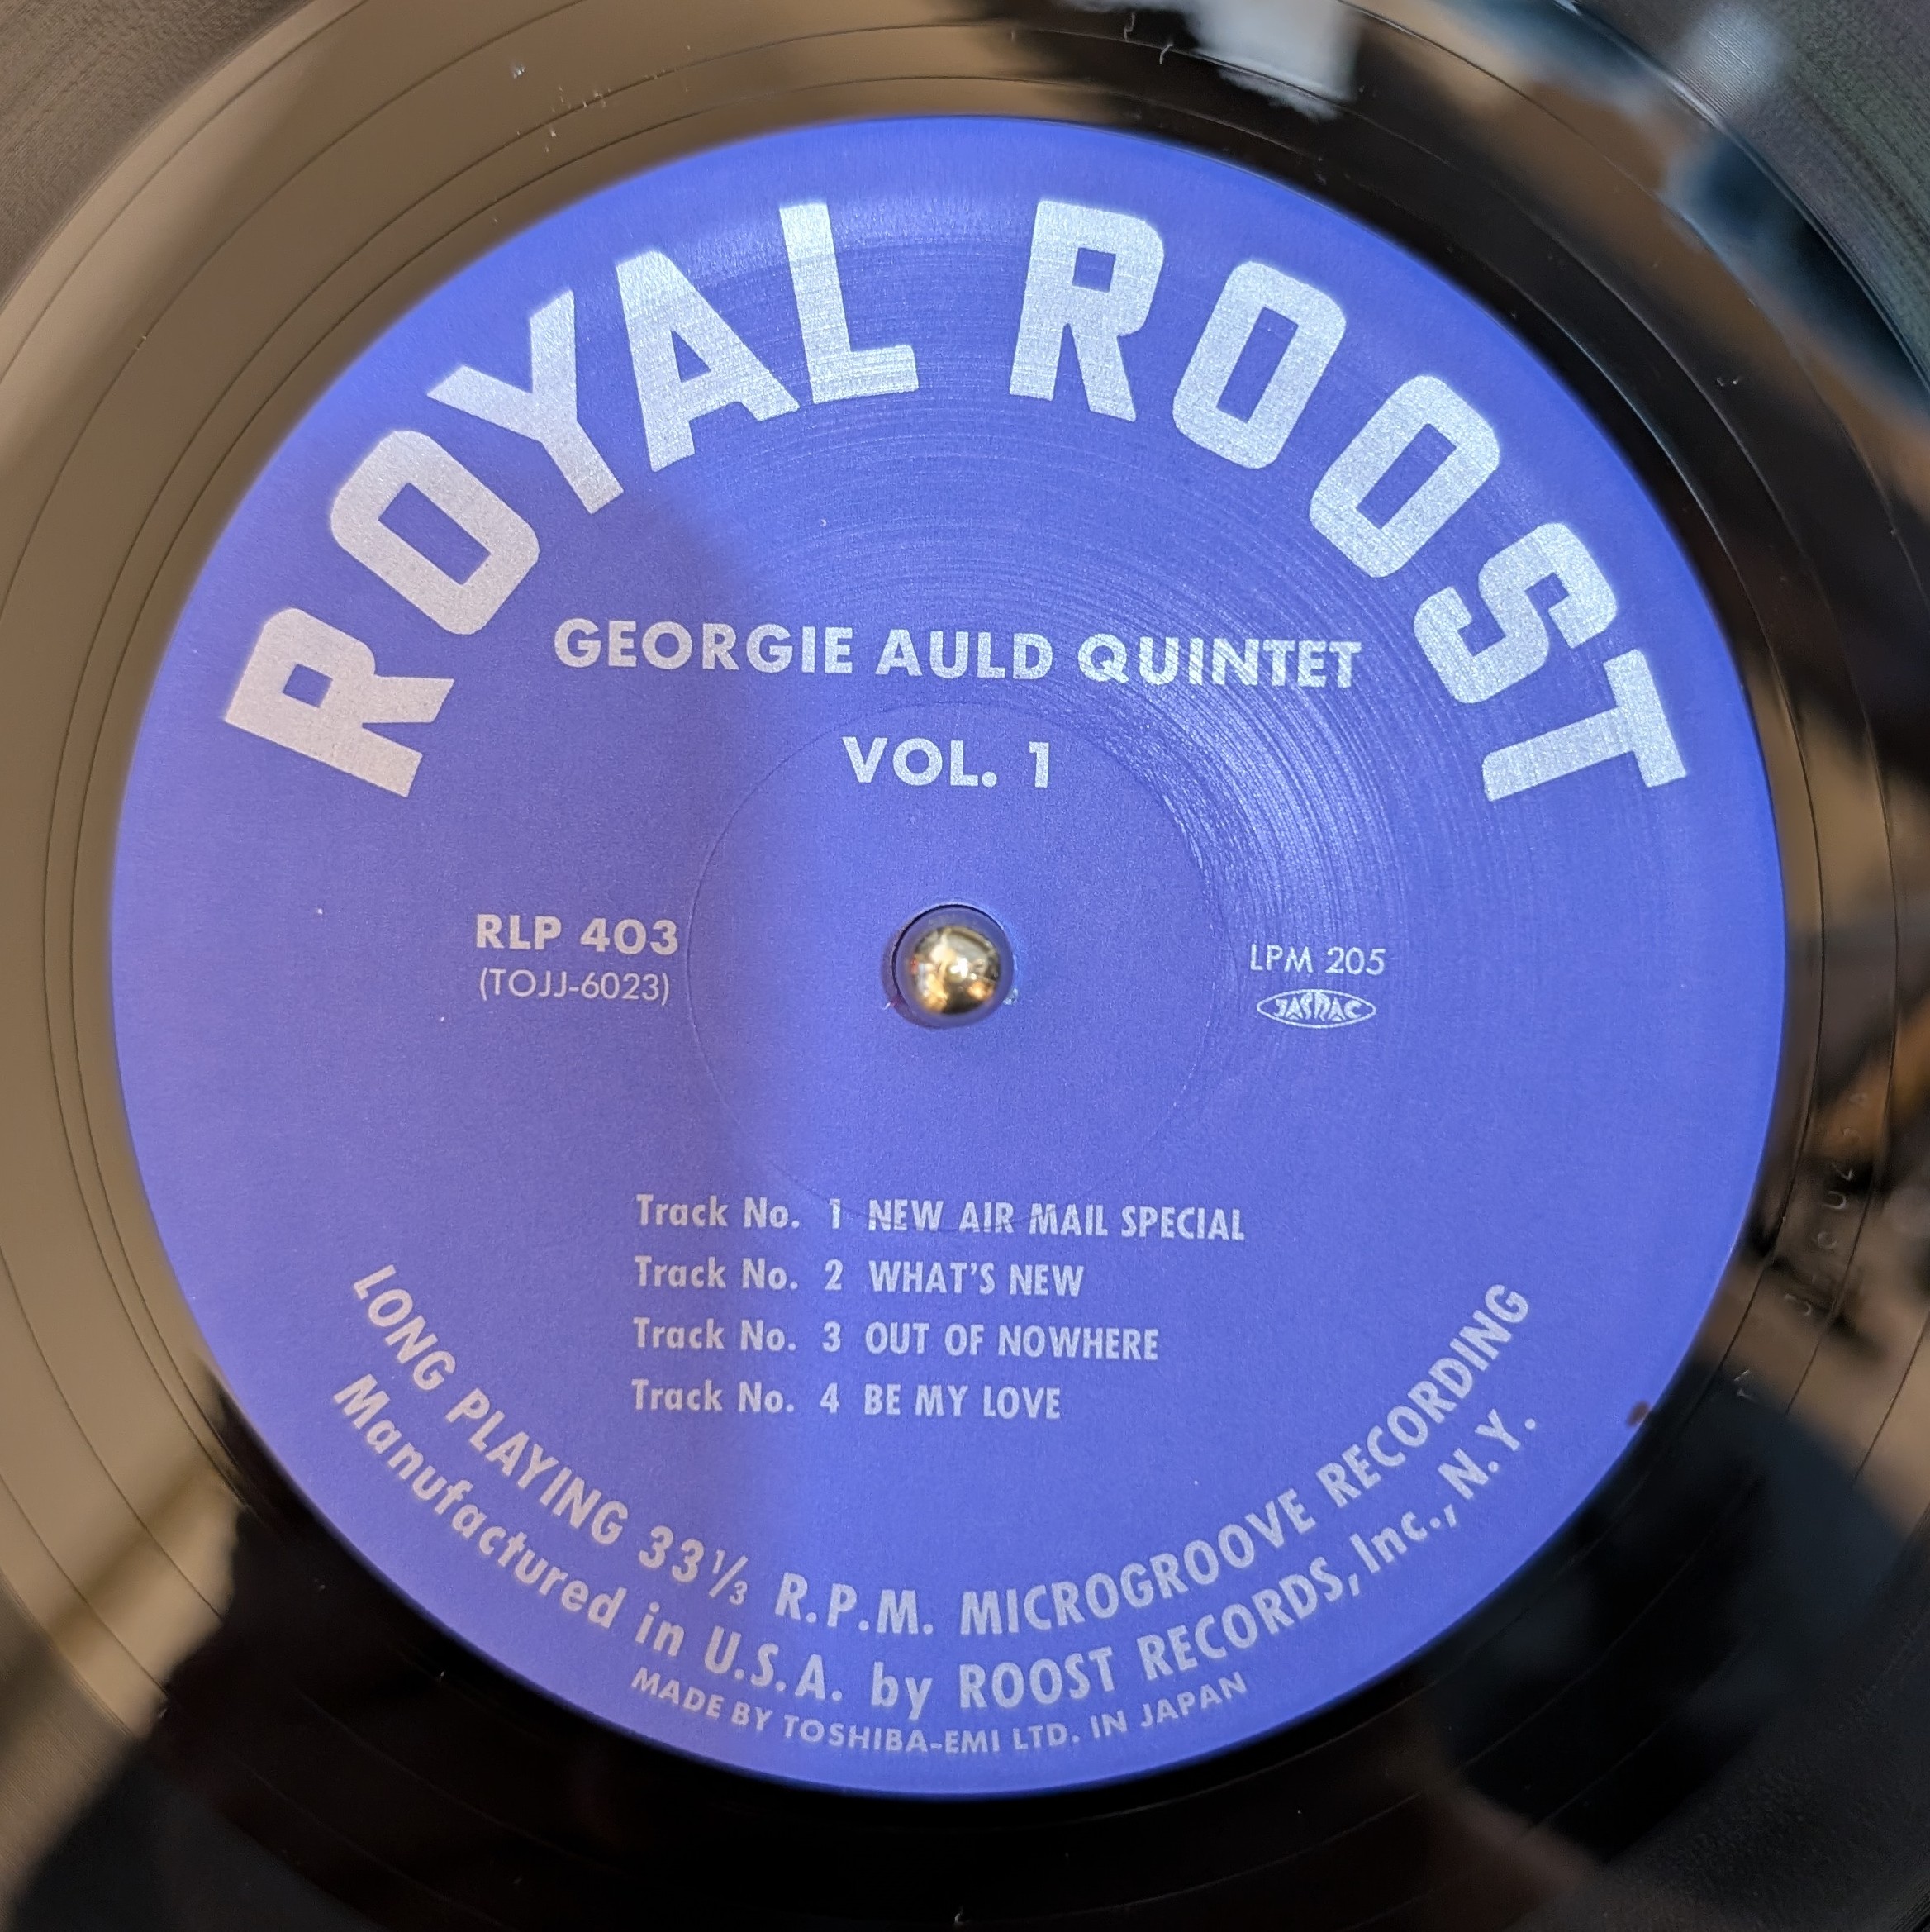 ROYAL ROOST
GEORGIE AULD QUINTET
VOL. 1
RLP 403
(TOJJ-6023)
LPM 205
JASRAC
Track No. 1 NEW AIR MAIL SPECIAL
Track No. 2 WHAT'S NEW
Track No. 3 OUT OF NOWHERE
Track No. 4 BE MY LOVE
LONG PLAYING 33⅓ R.P.M. MICROGROOVE RECORDING
Manufactured in U.S.A. by ROOST RECORDS, Inc., N.Y.
MADE BY TOSHIBA-EMI LTD. IN JAPAN